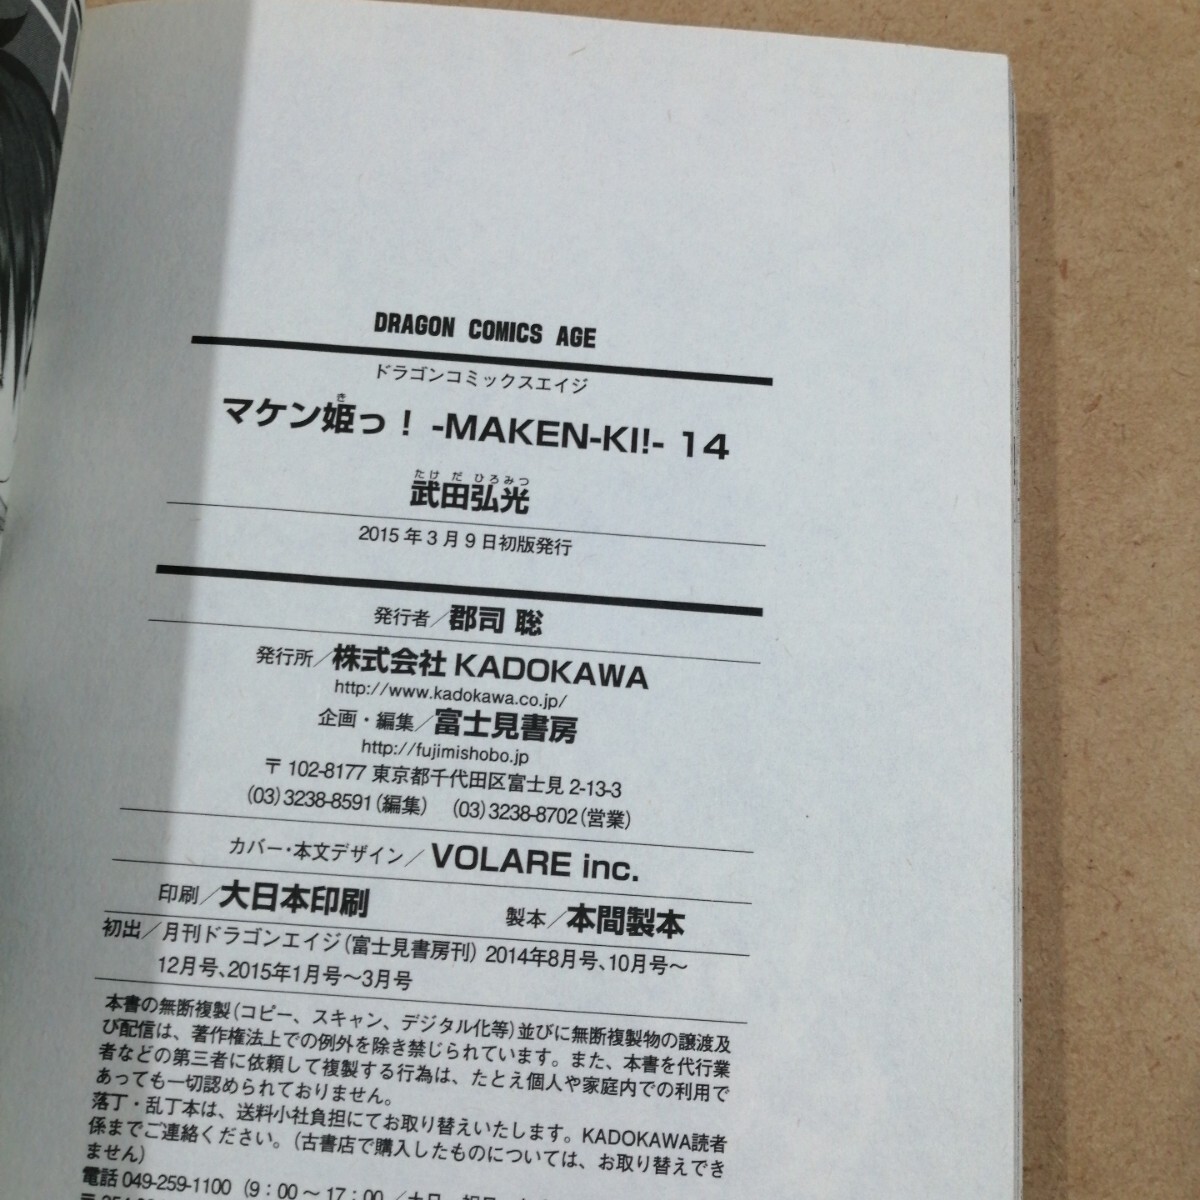 DRAGON COMICS AGE
ドラゴンコミックスエイジ
き
マケン姫っ！ -MAKEN-KI!- 14
たけ だ ひろみつ
武田弘光
2015年3月9日初版発行
発行者／郡司 聡
発行所／株式会社 KADOKAWA
http://www.kadokawa.co.jp/
企画・編集／富士見書房
http://fujimishobo.jp
〒102-8177 東京都千代田区富士見 2-13-3
(03)3238-8591(編集) (03)3238-8702(営業)
カバー・本文デザイン／ VOLARE inc.
印刷／大日本印刷 製本／本間製本
初出／月刊ドラゴンエイジ(富士見書房刊) 2014年8月号、10月号～
12月号、2015年1月号～3月号
本書の無断複製(コピー、スキャン、デジタル化等)並びに無断複製物の譲渡及
び配信は、著作権法上での例外を除き禁じられています。また、本書を代行業
者などの第三者に依頼して複製する行為は、たとえ個人や家庭内での利用で
あっても一切認められておりません。
落丁・乱丁本は、送料小社負担にてお取り替えいたします。KADOKAWA読者
係までご連絡ください。(古書店で購入したものについては、お取り替えでき
ません)
電話 049-259-1100 (9：00～17：00／土日、祝日